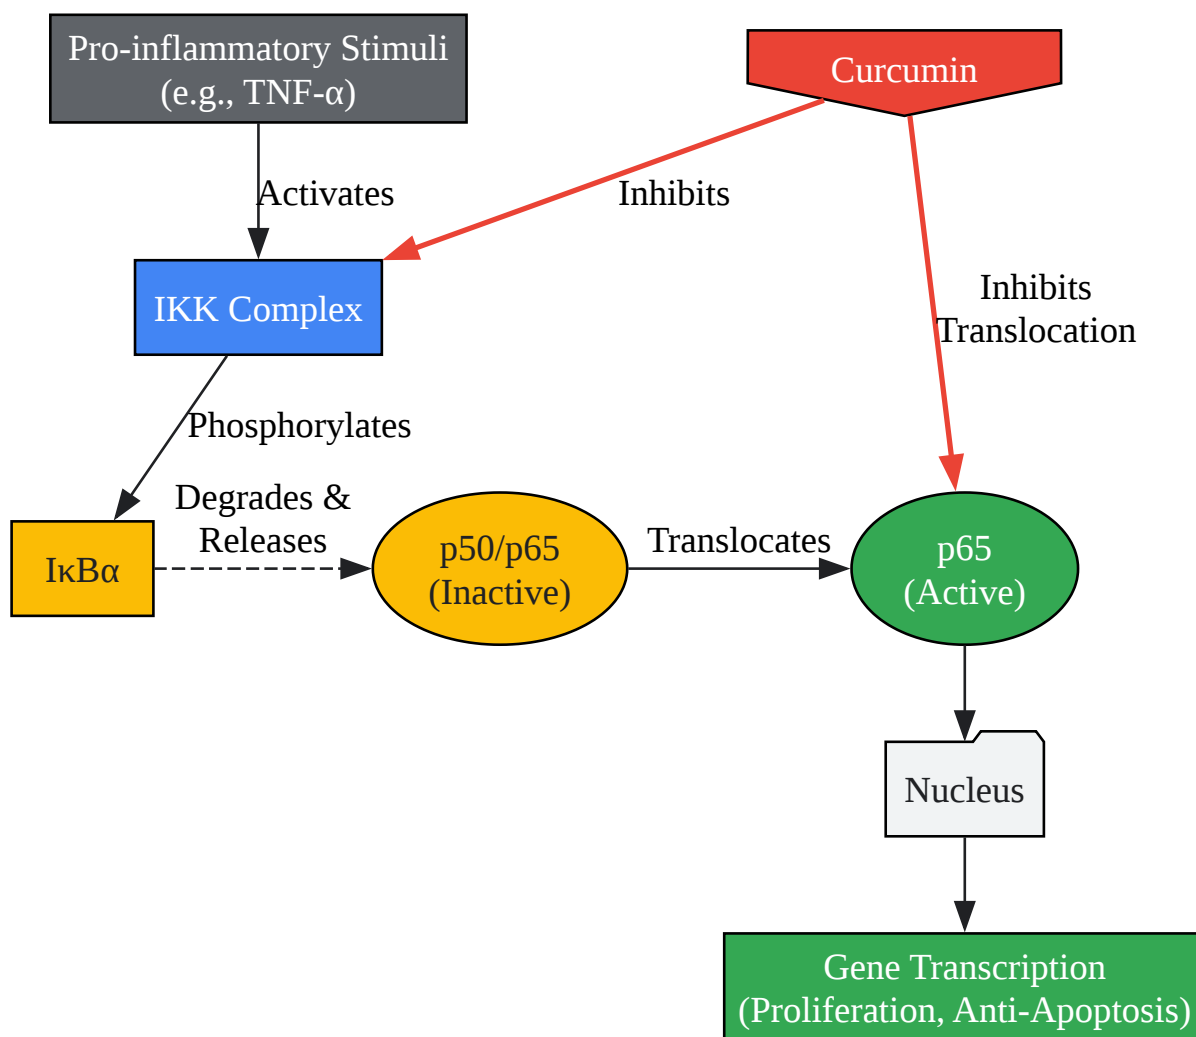 Pro-inflammatory Stimuli
(e.g., TNF-α)
Curcumin
Activates
Inhibits
IKK Complex
Inhibits
Translocation
Phosphorylates
Degrades &
Releases
IκBα
p50/p65
(Inactive)
Translocates
p65
(Active)
Nucleus
Gene Transcription
(Proliferation, Anti-Apoptosis)